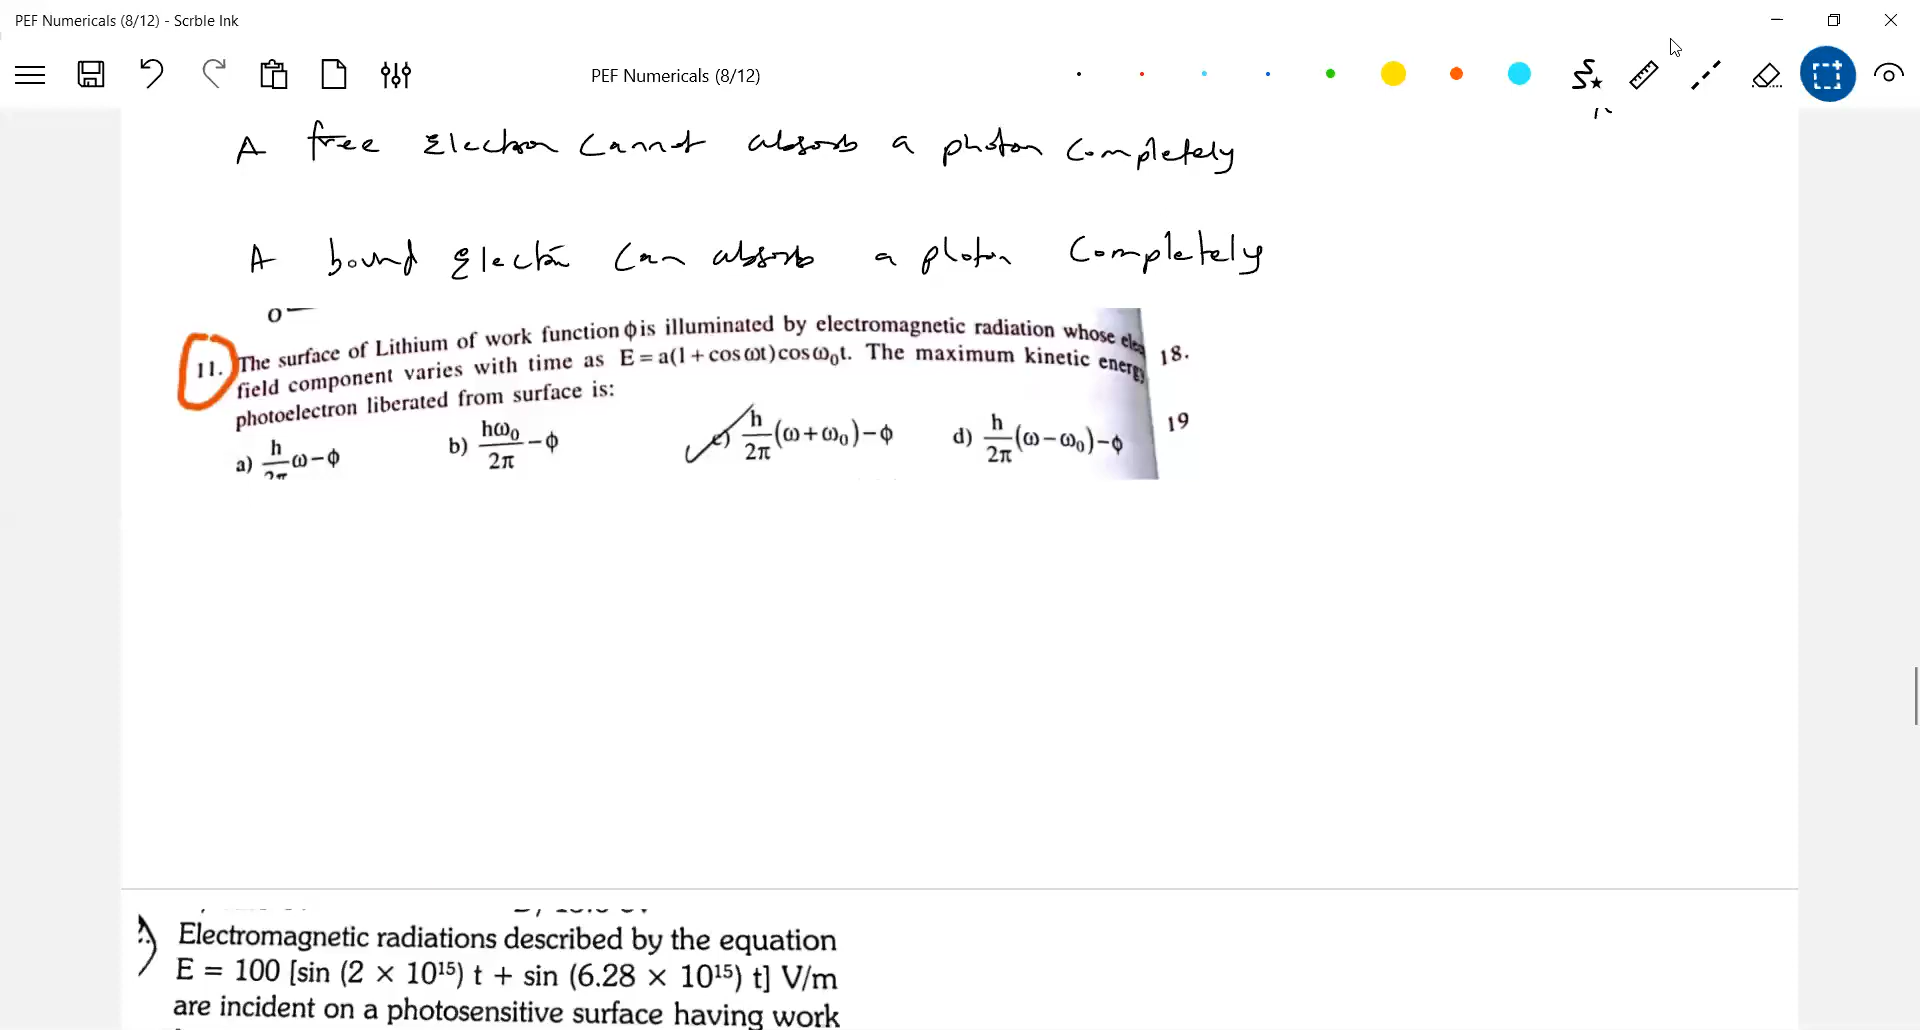 PEF Numericals (8/12) - Scrble Ink
PEF Numericals (8/12)
A free Electron Cannot absorb a photon Completely
A bound Electron Can absorb a photon Completely
11. The surface of Lithium of work function ϕ is illuminated by electromagnetic radiation whose elec
field component varies with time as E = a(1 + cos ωt) cos ω₀t. The maximum kinetic energy
photoelectron liberated from surface is:
a) h/2π ω − ϕ b) hω₀/2π − ϕ c) h/2π (ω + ω₀) − ϕ d) h/2π (ω − ω₀) − ϕ
18.
19
Electromagnetic radiations described by the equation
E = 100 [sin (2 × 10¹⁵) t + sin (6.28 × 10¹⁵) t] V/m
are incident on a photosensitive surface having work